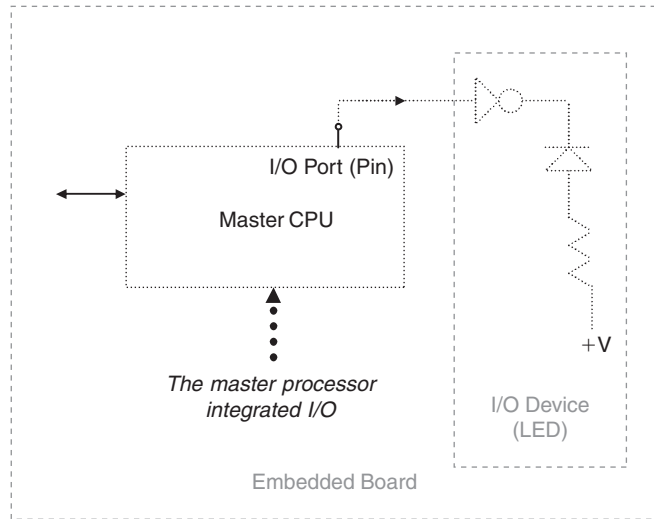 I/O Port (Pin)
Master CPU
+V
The master processor
integrated I/O
I/O Device
(LED)
Embedded Board